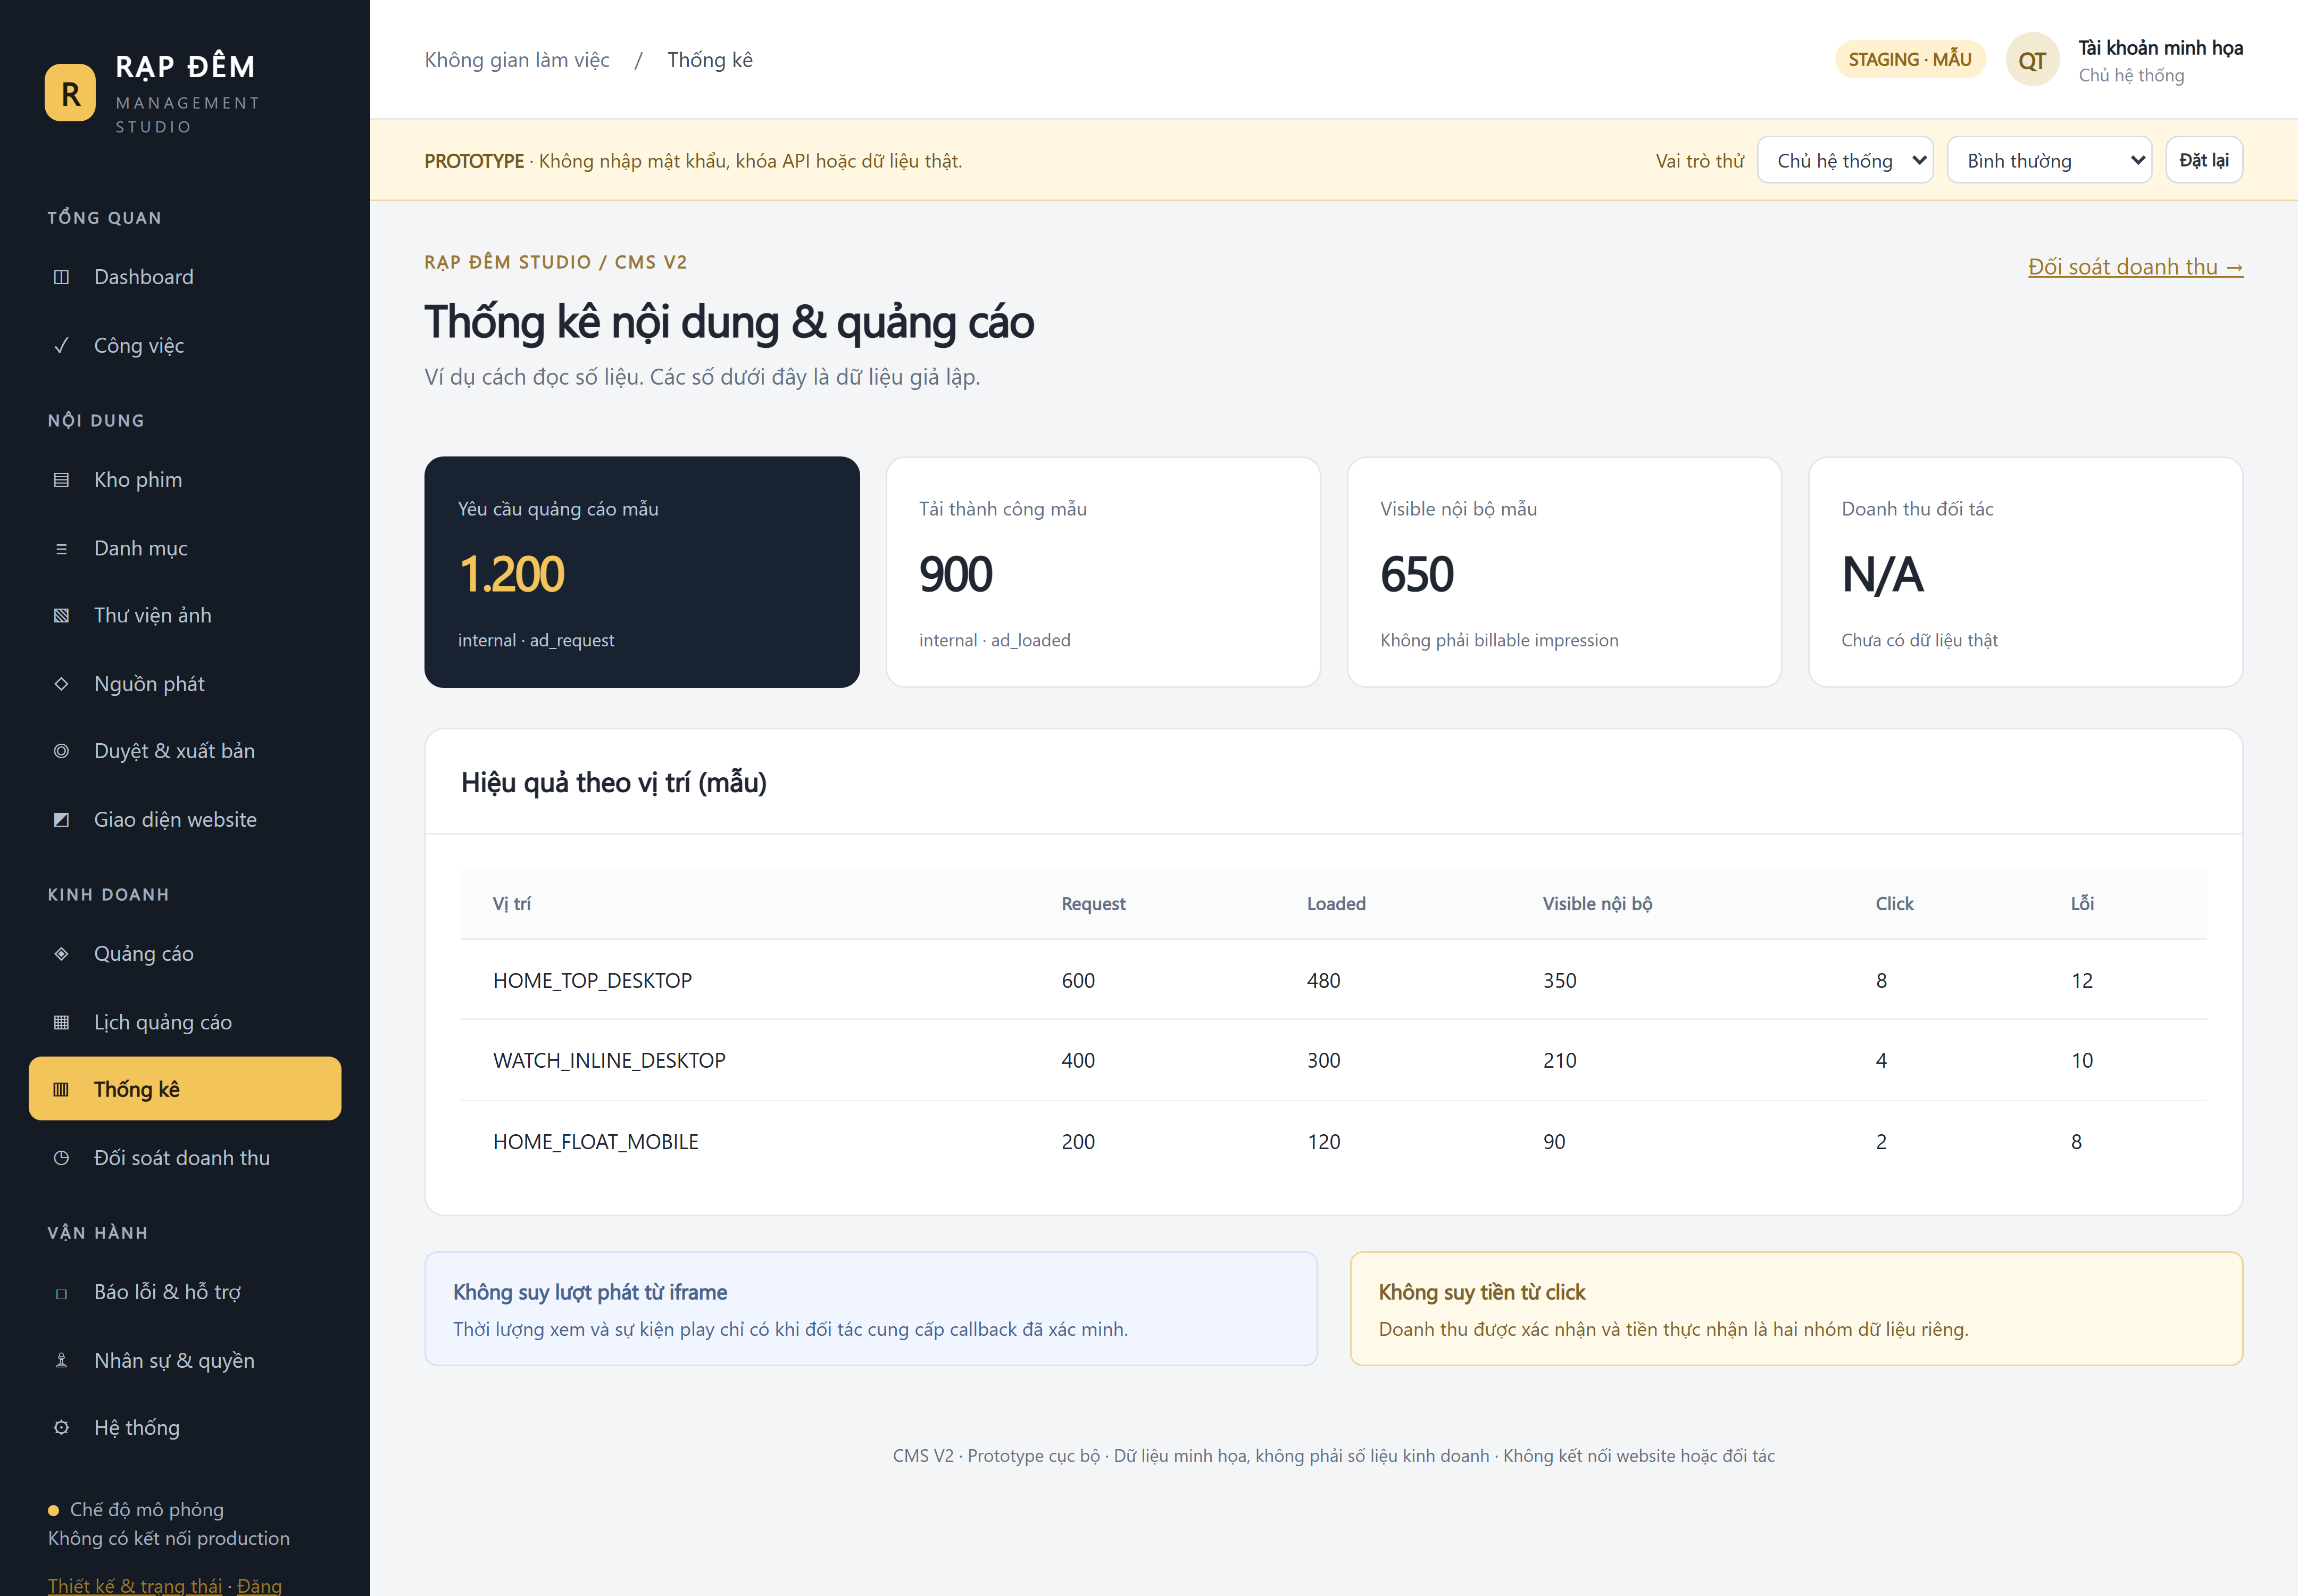 R
RẠP ĐÊM
MANAGEMENT
STUDIO
TỔNG QUAN
Dashboard
Công việc
NỘI DUNG
Kho phim
Danh mục
Thư viện ảnh
Nguồn phát
Duyệt & xuất bản
Giao diện website
KINH DOANH
Quảng cáo
Lịch quảng cáo
Thống kê
Đối soát doanh thu
VẬN HÀNH
Báo lỗi & hỗ trợ
Nhân sự & quyền
Hệ thống
Chế độ mô phỏng
Không có kết nối production
Thiết kế & trạng thái · Đăng
Không gian làm việc / Thống kê
STAGING · MẪU
QT
Tài khoản minh họa
Chủ hệ thống
PROTOTYPE · Không nhập mật khẩu, khóa API hoặc dữ liệu thật.
Vai trò thử
Chủ hệ thống
Bình thường
Đặt lại
RẠP ĐÊM STUDIO / CMS V2
Đối soát doanh thu →
Thống kê nội dung & quảng cáo
Ví dụ cách đọc số liệu. Các số dưới đây là dữ liệu giả lập.
Yêu cầu quảng cáo mẫu
1.200
internal · ad_request
Tải thành công mẫu
900
internal · ad_loaded
Visible nội bộ mẫu
650
Không phải billable impression
Doanh thu đối tác
N/A
Chưa có dữ liệu thật
Hiệu quả theo vị trí (mẫu)
Vị trí Request Loaded Visible nội bộ Click Lỗi
HOME_TOP_DESKTOP 600 480 350 8 12
WATCH_INLINE_DESKTOP 400 300 210 4 10
HOME_FLOAT_MOBILE 200 120 90 2 8
Không suy lượt phát từ iframe
Thời lượng xem và sự kiện play chỉ có khi đối tác cung cấp callback đã xác minh.
Không suy tiền từ click
Doanh thu được xác nhận và tiền thực nhận là hai nhóm dữ liệu riêng.
CMS V2 · Prototype cục bộ · Dữ liệu minh họa, không phải số liệu kinh doanh · Không kết nối website hoặc đối tác